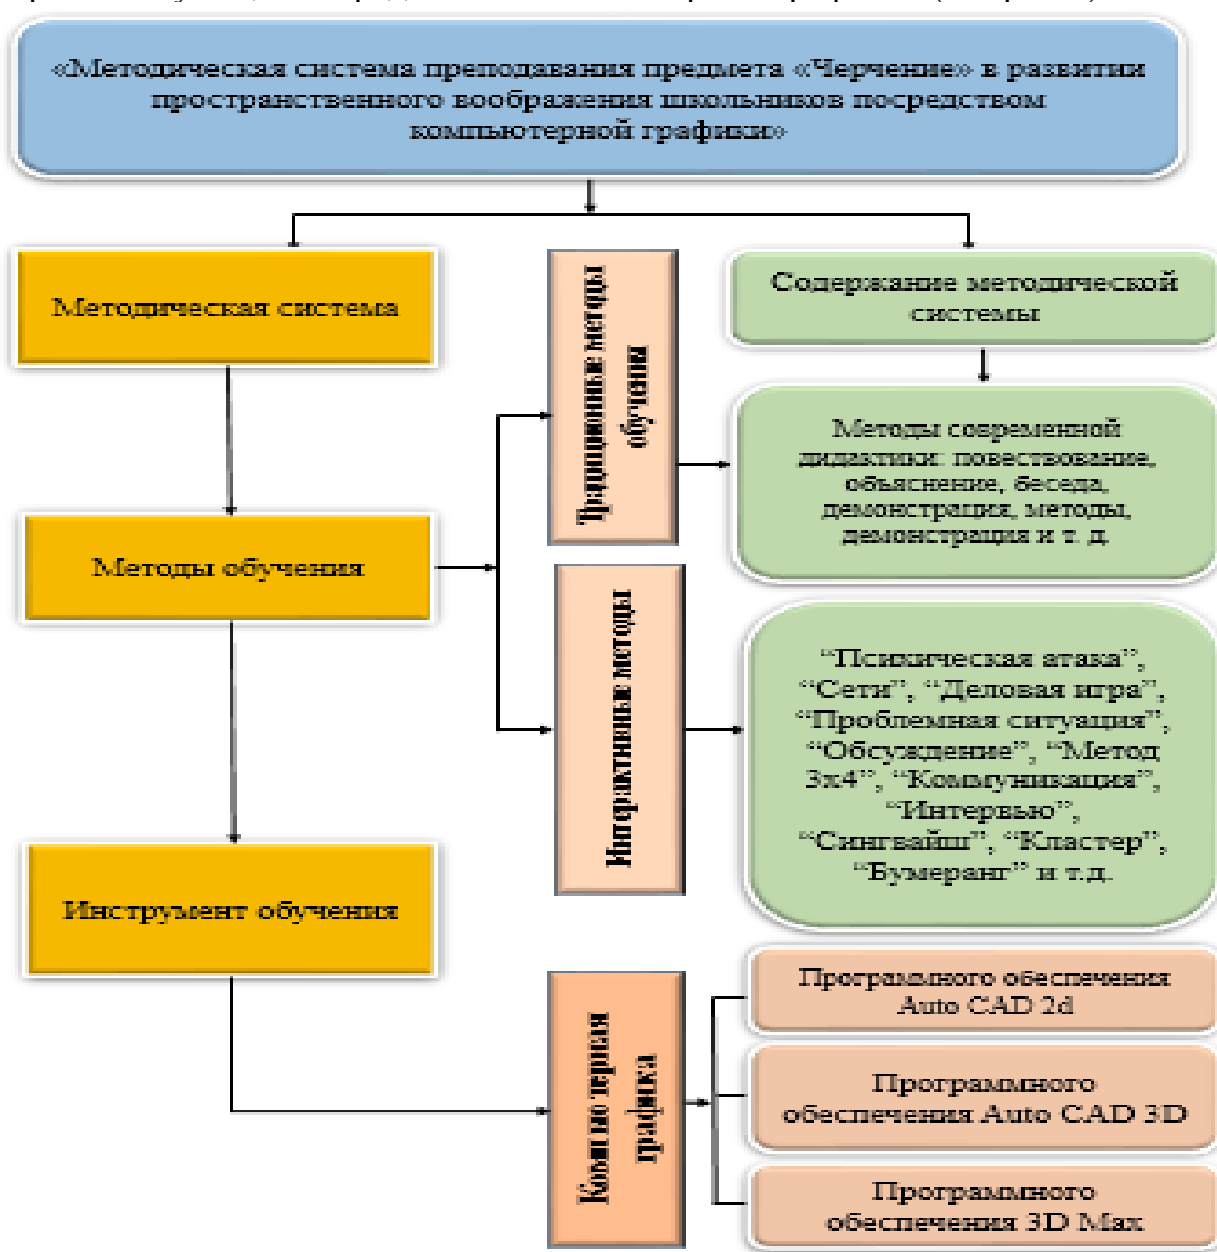 «Методическая система преподавания предмета «Черчение» в развитии
пространственного воображения школьников посредством
компьютерной графики»
Методическая система
Традиционные методы
обучены
Содержание методической
системы
Методы современной
дидактики: повествование,
объяснение, беседа,
демонстрация, методы,
демонстрация и т. д
Методы обучения
Интерактивные методы
“Психическая атака”,
“Сети”, “Деловая игра”,
“Проблемная ситуация”,
“Обсуждение”, “Метод
3х4”, “Коммуникация”,
“Интервью”,
“Сингвайш”, “Кластер”,
“Бумеранг” и т.д.
Инструмент обучения
Компьютерная
графика
Программного обеспечения
Auto CAD 2d
Программного
обеспечения Auto CAD 3D
Программного
обеспечения 3D Max